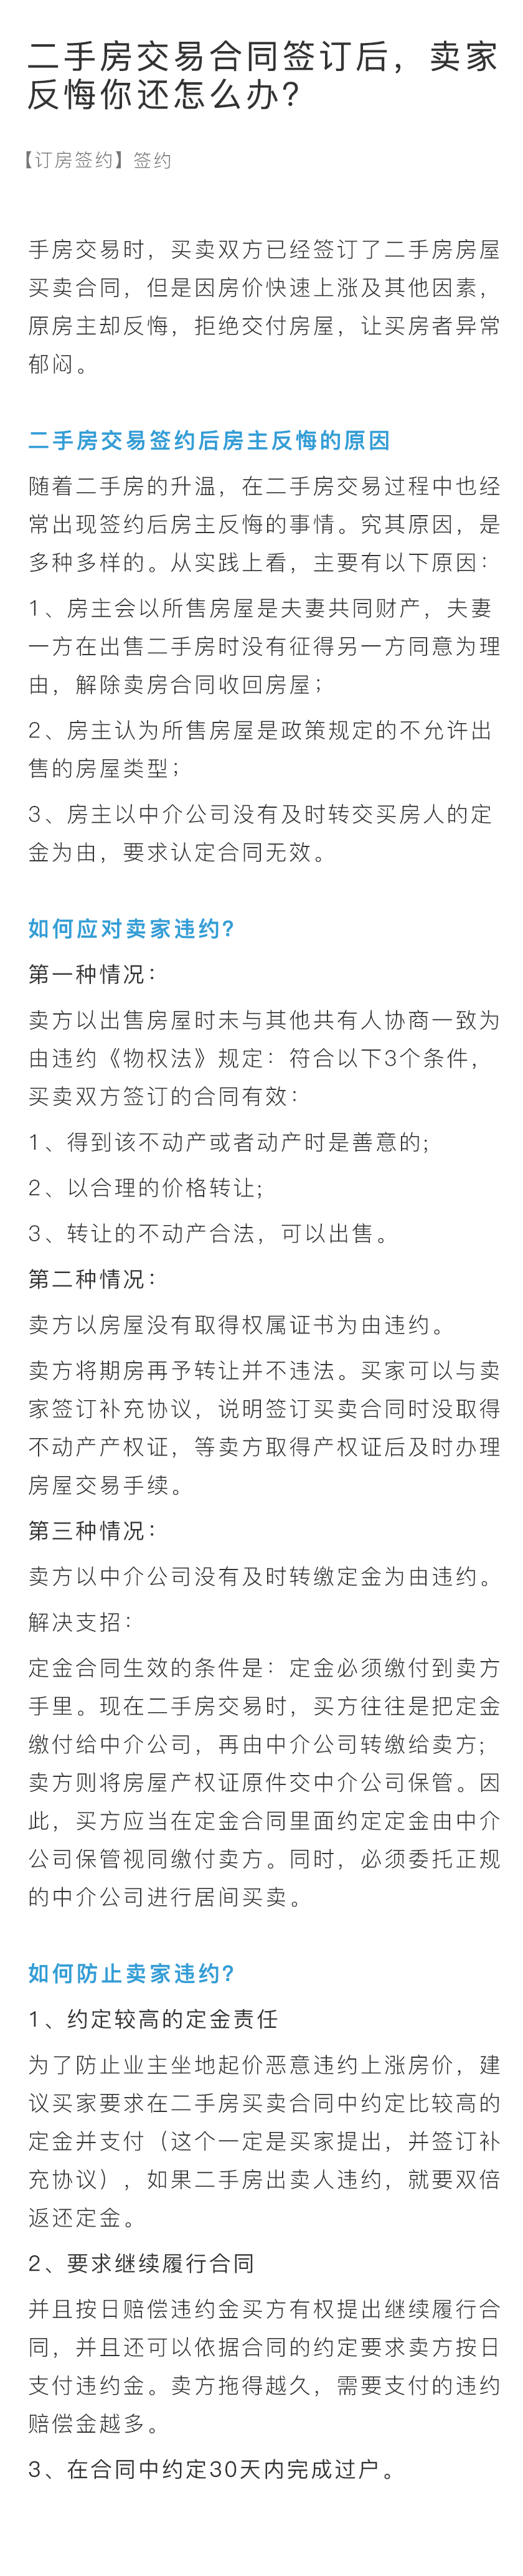 二手房交易合同签订后，卖家
反悔你还怎么办？
【订房签约】签约
手房交易时，买卖双方已经签订了二手房房屋
买卖合同，但是因房价快速上涨及其他因素，
原房主却反悔，拒绝交付房屋，让买房者异常
郁闷。
二手房交易签约后房主反悔的原因
随着二手房的升温，在二手房交易过程中也经
常出现签约后房主反悔的事情。究其原因，是
多种多样的。从实践上看，主要有以下原因：
1、房主会以所售房屋是夫妻共同财产，夫妻
一方在出售二手房时没有征得另一方同意为理
由，解除卖房合同收回房屋；
2、房主认为所售房屋是政策规定的不允许出
售的房屋类型；
3、房主以中介公司没有及时转交买房人的定
金为由，要求认定合同无效。
如何应对卖家违约？
第一种情况：
卖方以出售房屋时未与其他共有人协商一致为
由违约《物权法》规定：符合以下3个条件，
买卖双方签订的合同有效：
1、得到该不动产或者动产时是善意的;
2、以合理的价格转让;
3、转让的不动产合法，可以出售。
第二种情况：
卖方以房屋没有取得权属证书为由违约。
卖方将期房再予转让并不违法。买家可以与卖
家签订补充协议，说明签订买卖合同时没取得
不动产产权证，等卖方取得产权证后及时办理
房屋交易手续。
第三种情况：
卖方以中介公司没有及时转缴定金为由违约。
解决支招：
定金合同生效的条件是：定金必须缴付到卖方
手里。现在二手房交易时，买方往往是把定金
缴付给中介公司，再由中介公司转缴给卖方;
卖方则将房屋产权证原件交中介公司保管。因
此，买方应当在定金合同里面约定定金由中介
公司保管视同缴付卖方。同时，必须委托正规
的中介公司进行居间买卖。
如何防止卖家违约？
1、约定较高的定金责任
为了防止业主坐地起价恶意违约上涨房价，建
议买家要求在二手房买卖合同中约定比较高的
定金并支付（这个一定是买家提出，并签订补
充协议），如果二手房出卖人违约，就要双倍
返还定金。
2、要求继续履行合同
并且按日赔偿违约金买方有权提出继续履行合
同，并且还可以依据合同的约定要求卖方按日
支付违约金。卖方拖得越久，需要支付的违约
赔偿金越多。
3、在合同中约定30天内完成过户。